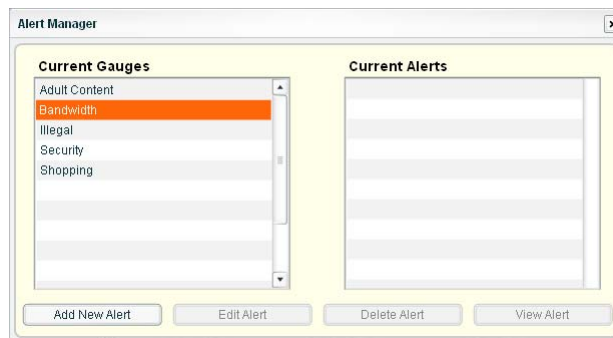 Alert Manager
Current Gauges
Adult Content
Bandwidth
Illegal
Security
Shopping
Current Alerts
Add New Alert
Edit Alert
Delete Alert
View Alert